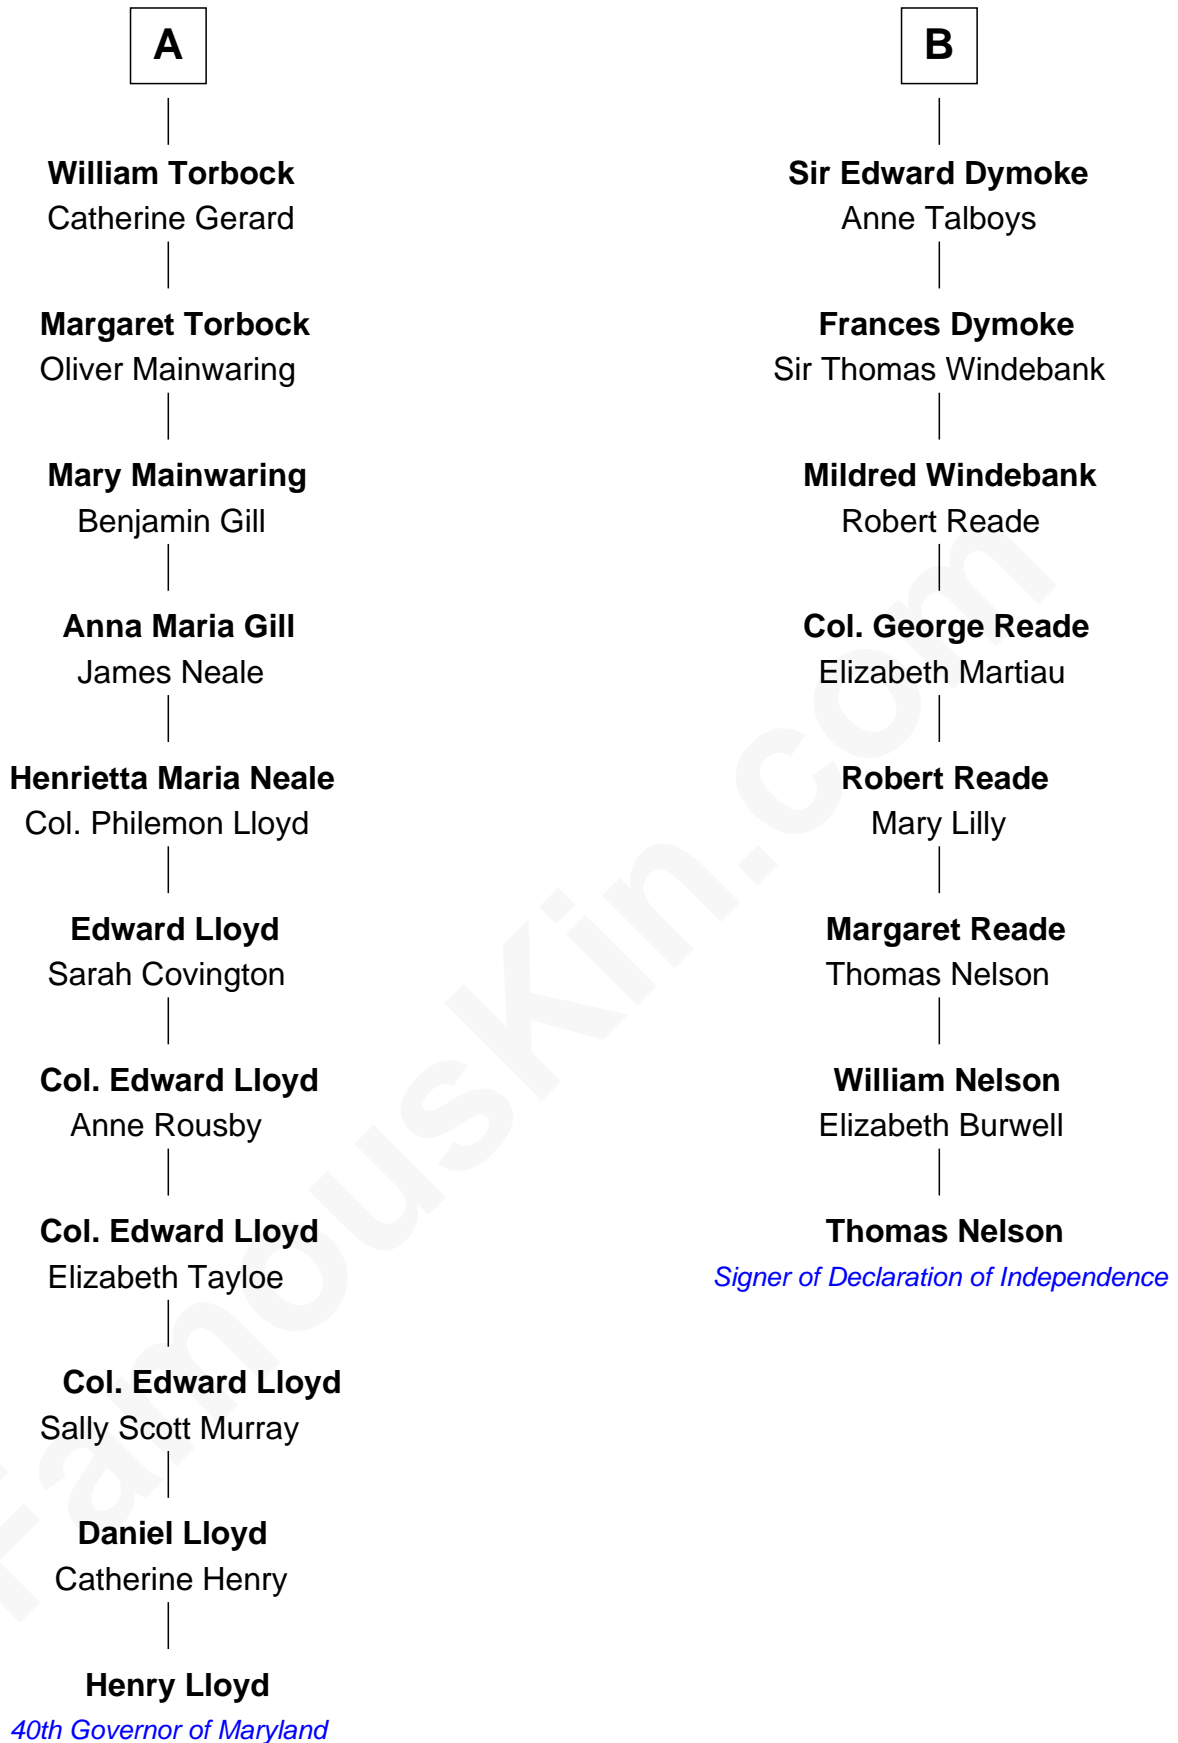 A
William Torbock
Catherine Gerard
Margaret Torbock
Oliver Mainwaring
Mary Mainwaring
Benjamin Gill
Anna Maria Gill
James Neale
Henrietta Maria Neale
Col. Philemon Lloyd
Edward Lloyd
Sarah Covington
Col. Edward Lloyd
Anne Rousby
Col. Edward Lloyd
Elizabeth Tayloe
Col. Edward Lloyd
Sally Scott Murray
Daniel Lloyd
Catherine Henry
Henry Lloyd
40th Governor of Maryland
B
Sir Edward Dymoke
Anne Talboys
Frances Dymoke
Sir Thomas Windebank
Mildred Windebank
Robert Reade
Col. George Reade
Elizabeth Martiau
Robert Reade
Mary Lilly
Margaret Reade
Thomas Nelson
William Nelson
Elizabeth Burwell
Thomas Nelson
Signer of Declaration of Independence
FamousKin.com